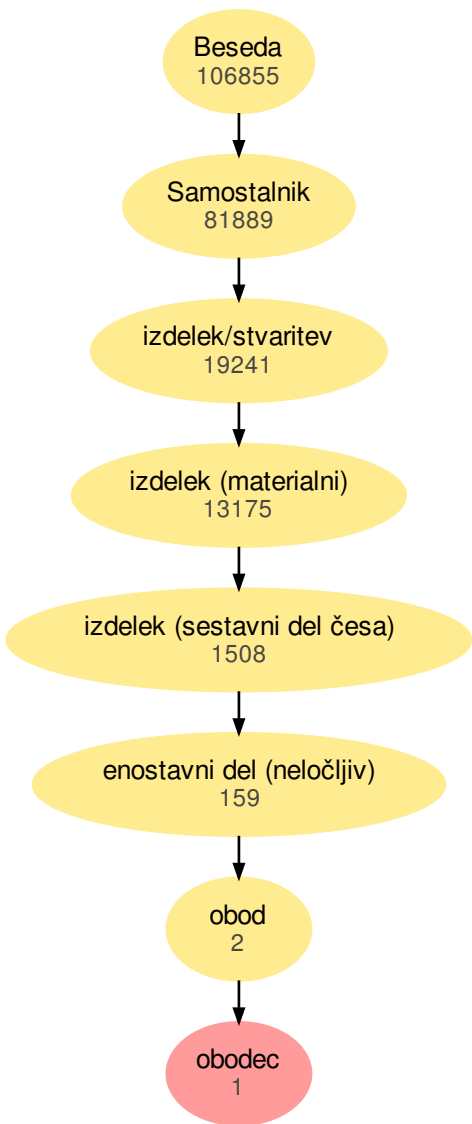 Beseda
106855
Samostalnik
81889
izdelek/stvaritev
19241
izdelek (materialni)
13175
izdelek (sestavni del česa)
1508
enostavni del (neločljiv)
159
obod
2
obodec
1